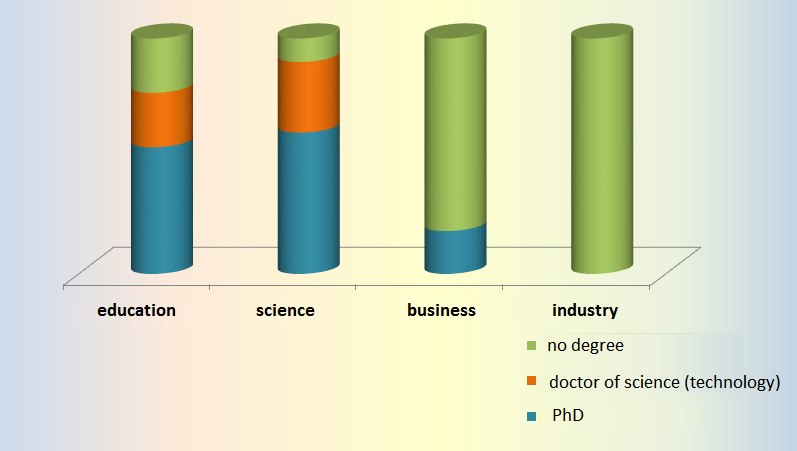 education science business industry
no degree
doctor of science (technology)
PhD